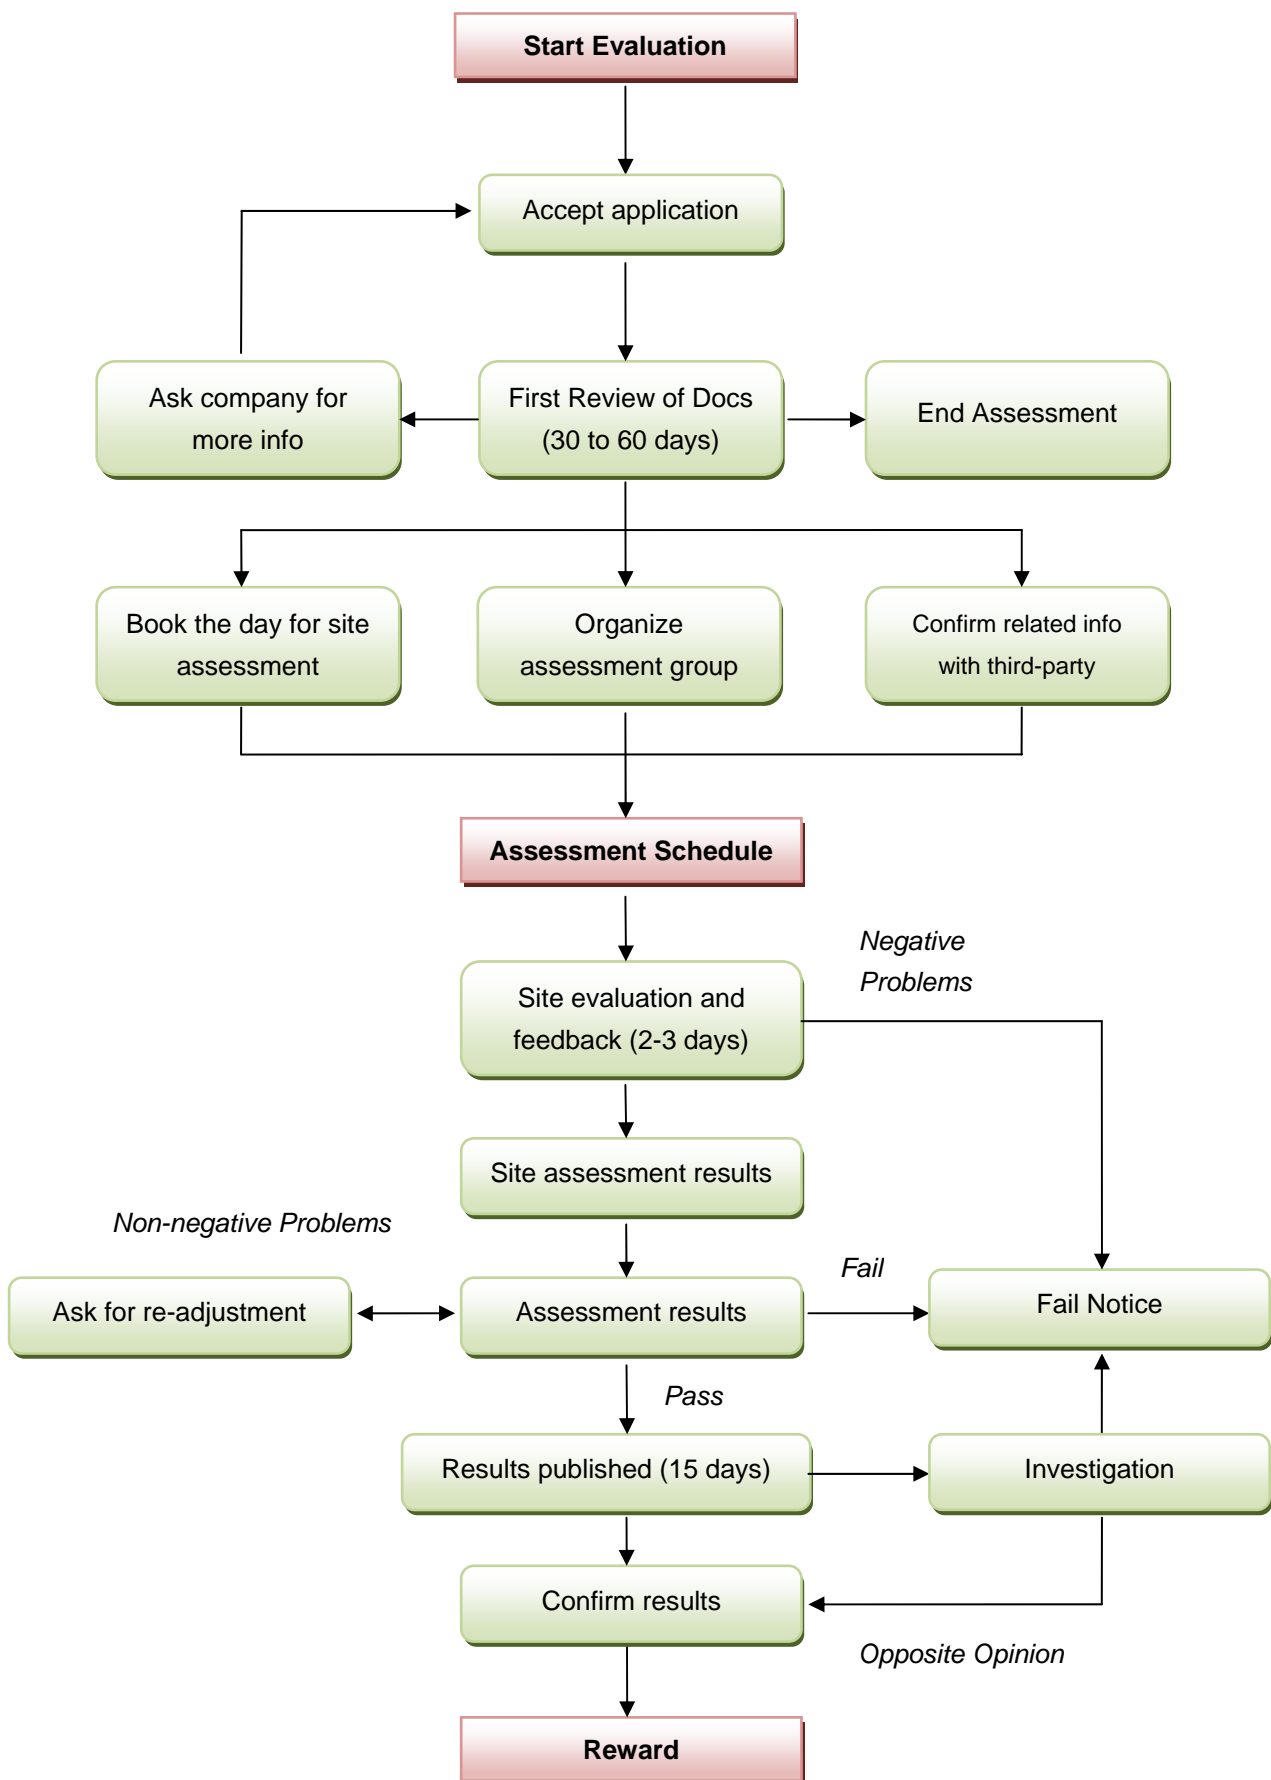 Start Evaluation
Accept application
Ask company for
more info
First Review of Docs
(30 to 60 days)
End Assessment
Book the day for site
assessment
Organize
assessment group
Confirm related info
with third-party
Assessment Schedule
Negative
Problems
Site evaluation and
feedback (2-3 days)
Site assessment results
Non-negative Problems
Fail
Ask for re-adjustment
Assessment results
Fail Notice
Pass
Results published (15 days)
Investigation
Confirm results
Opposite Opinion
Reward